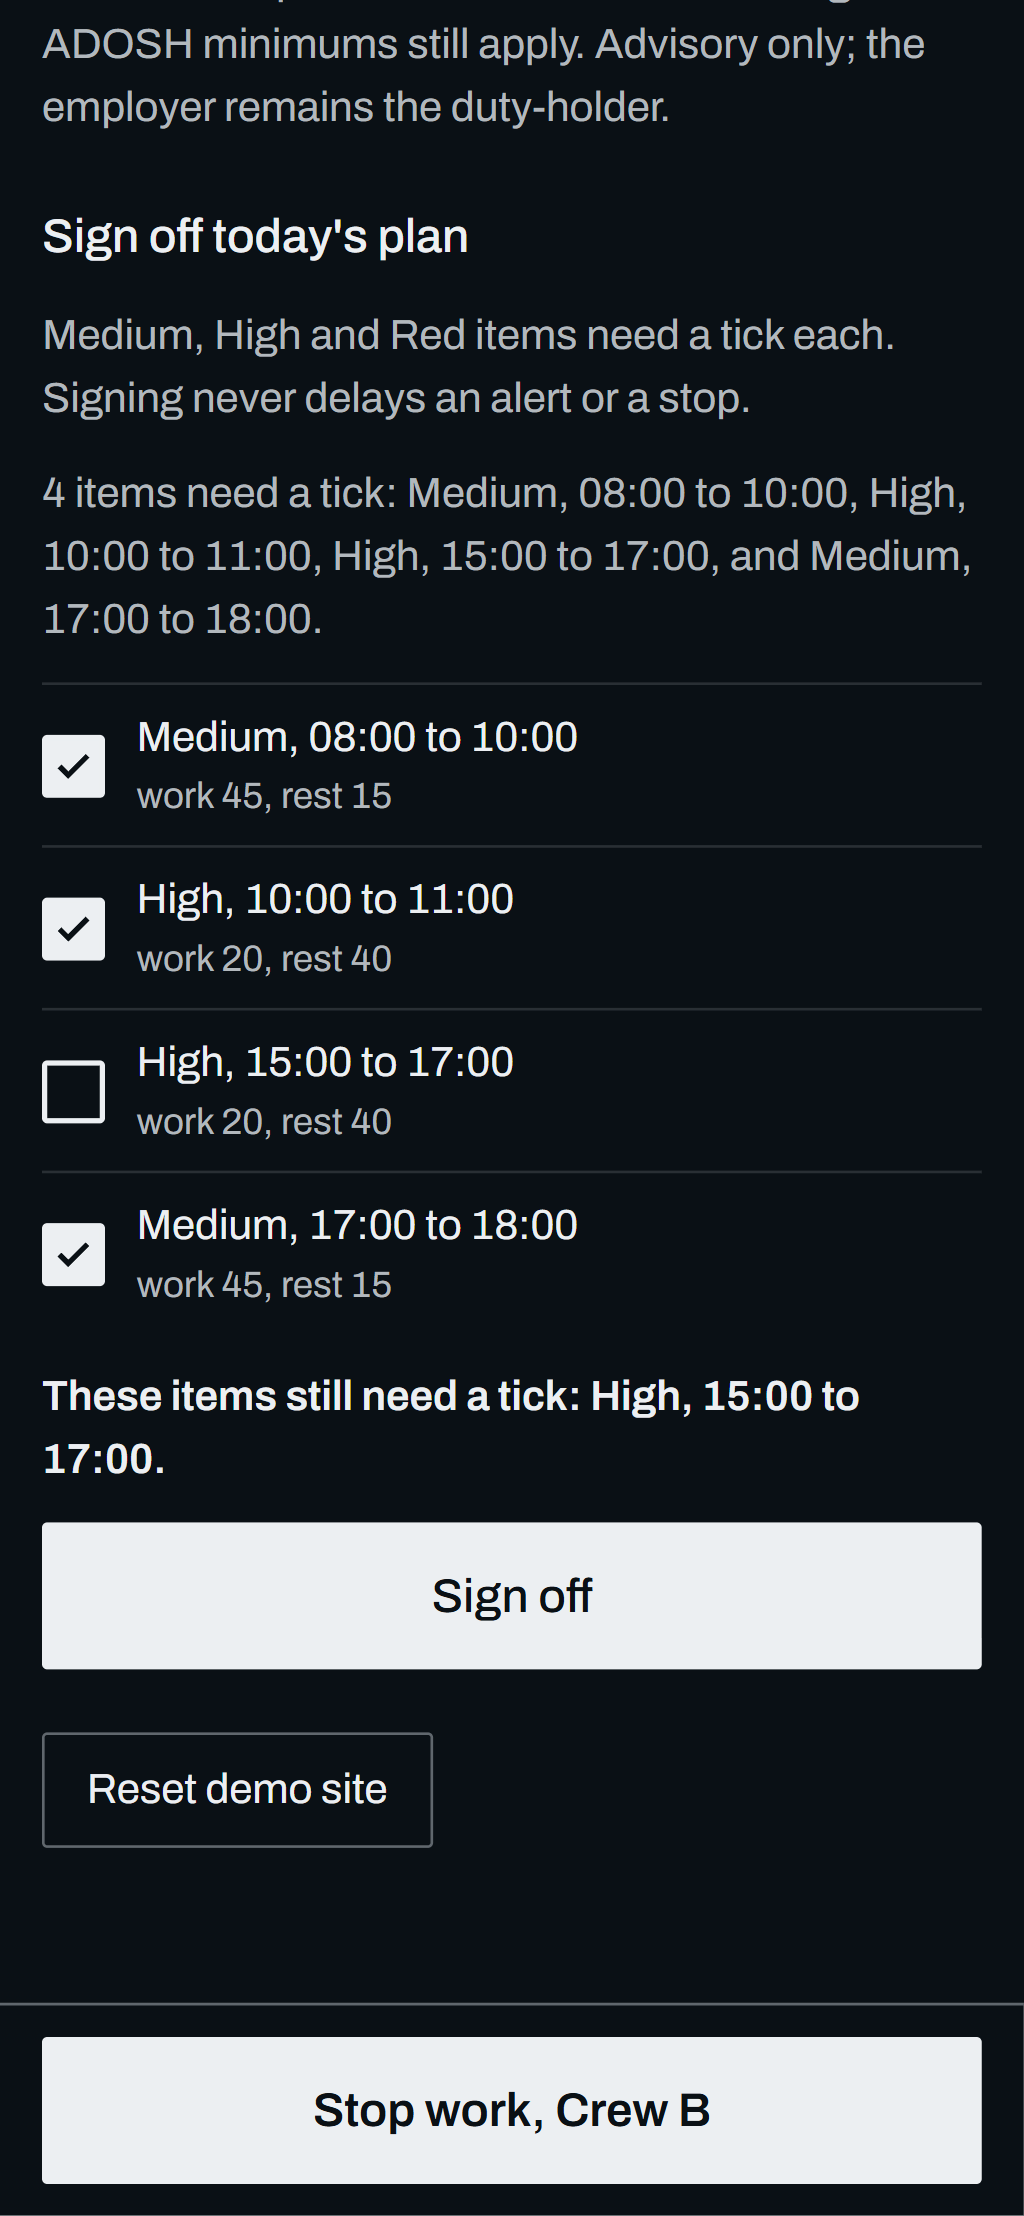 ADOSH minimums still apply. Advisory only; the
employer remains the duty-holder.
Sign off today's plan
Medium, High and Red items need a tick each.
Signing never delays an alert or a stop.
4 items need a tick: Medium, 08:00 to 10:00, High,
10:00 to 11:00, High, 15:00 to 17:00, and Medium,
17:00 to 18:00.
Medium, 08:00 to 10:00
work 45, rest 15
High, 10:00 to 11:00
work 20, rest 40
High, 15:00 to 17:00
work 20, rest 40
Medium, 17:00 to 18:00
work 45, rest 15
These items still need a tick: High, 15:00 to
17:00.
Sign off
Reset demo site
Stop work, Crew B